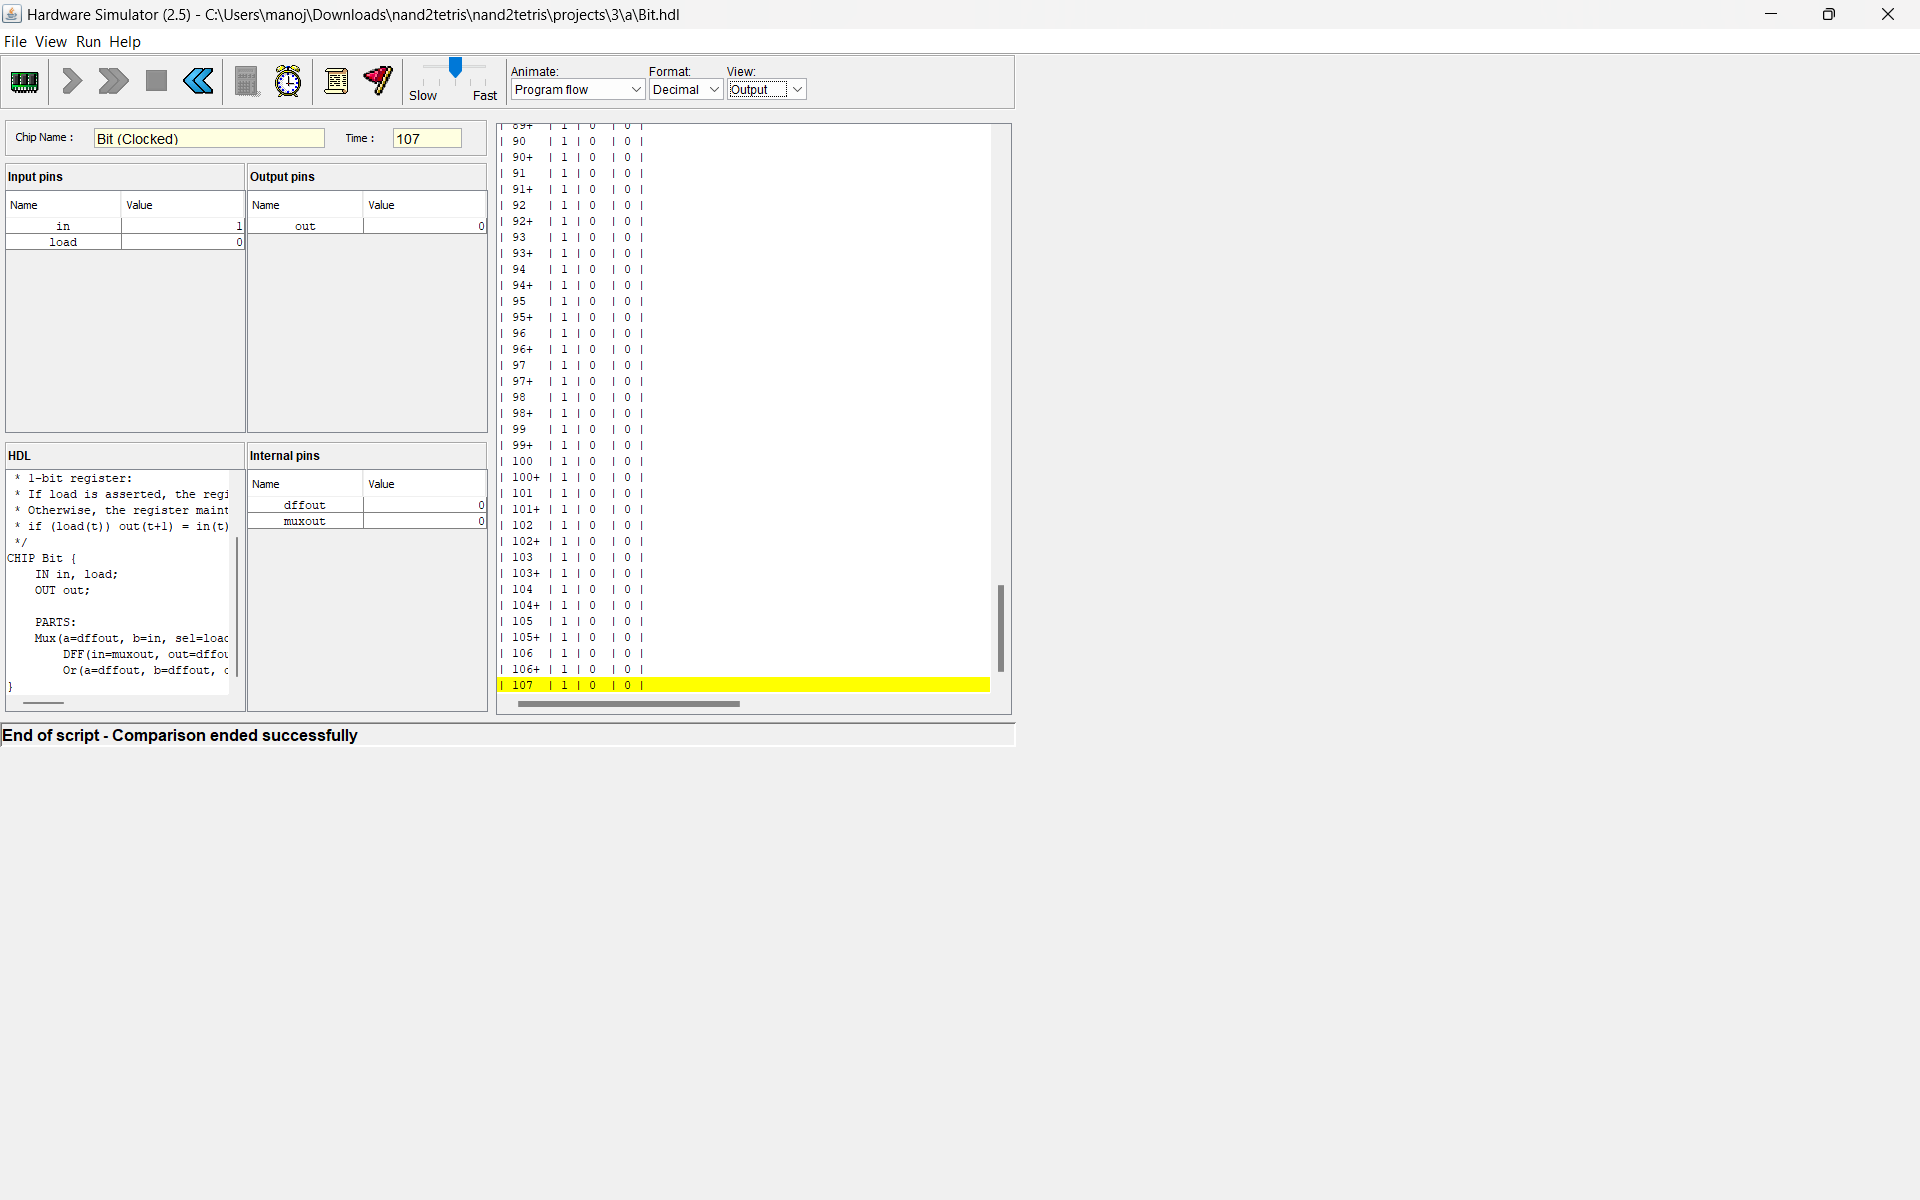 Hardware Simulator (2.5) - C:\Users\manoj\Downloads\nand2tetris\nand2tetris\projects\3\a\Bit.hdl
File View Run Help
Slow Fast
Animate: Format: View:
Program flow Decimal Output
Chip Name : Bit (Clocked) Time : 107
Input pins
Name Value
in 1
load 0
Output pins
Name Value
out 0
HDL
* 1-bit register:
* If load is asserted, the regi
* Otherwise, the register maint
* if (load(t)) out(t+1) = in(t)
*/
CHIP Bit {
IN in, load;
OUT out;
PARTS:
Mux(a=dffout, b=in, sel=load
DFF(in=muxout, out=dffou
Or(a=dffout, b=dffout, o
}
Internal pins
Name Value
dffout 0
muxout 0
| 89+ | 1 | 0 | 0 |
| 90 | 1 | 0 | 0 |
| 90+ | 1 | 0 | 0 |
| 91 | 1 | 0 | 0 |
| 91+ | 1 | 0 | 0 |
| 92 | 1 | 0 | 0 |
| 92+ | 1 | 0 | 0 |
| 93 | 1 | 0 | 0 |
| 93+ | 1 | 0 | 0 |
| 94 | 1 | 0 | 0 |
| 94+ | 1 | 0 | 0 |
| 95 | 1 | 0 | 0 |
| 95+ | 1 | 0 | 0 |
| 96 | 1 | 0 | 0 |
| 96+ | 1 | 0 | 0 |
| 97 | 1 | 0 | 0 |
| 97+ | 1 | 0 | 0 |
| 98 | 1 | 0 | 0 |
| 98+ | 1 | 0 | 0 |
| 99 | 1 | 0 | 0 |
| 99+ | 1 | 0 | 0 |
| 100 | 1 | 0 | 0 |
| 100+ | 1 | 0 | 0 |
| 101 | 1 | 0 | 0 |
| 101+ | 1 | 0 | 0 |
| 102 | 1 | 0 | 0 |
| 102+ | 1 | 0 | 0 |
| 103 | 1 | 0 | 0 |
| 103+ | 1 | 0 | 0 |
| 104 | 1 | 0 | 0 |
| 104+ | 1 | 0 | 0 |
| 105 | 1 | 0 | 0 |
| 105+ | 1 | 0 | 0 |
| 106 | 1 | 0 | 0 |
| 106+ | 1 | 0 | 0 |
| 107 | 1 | 0 | 0 |
End of script - Comparison ended successfully